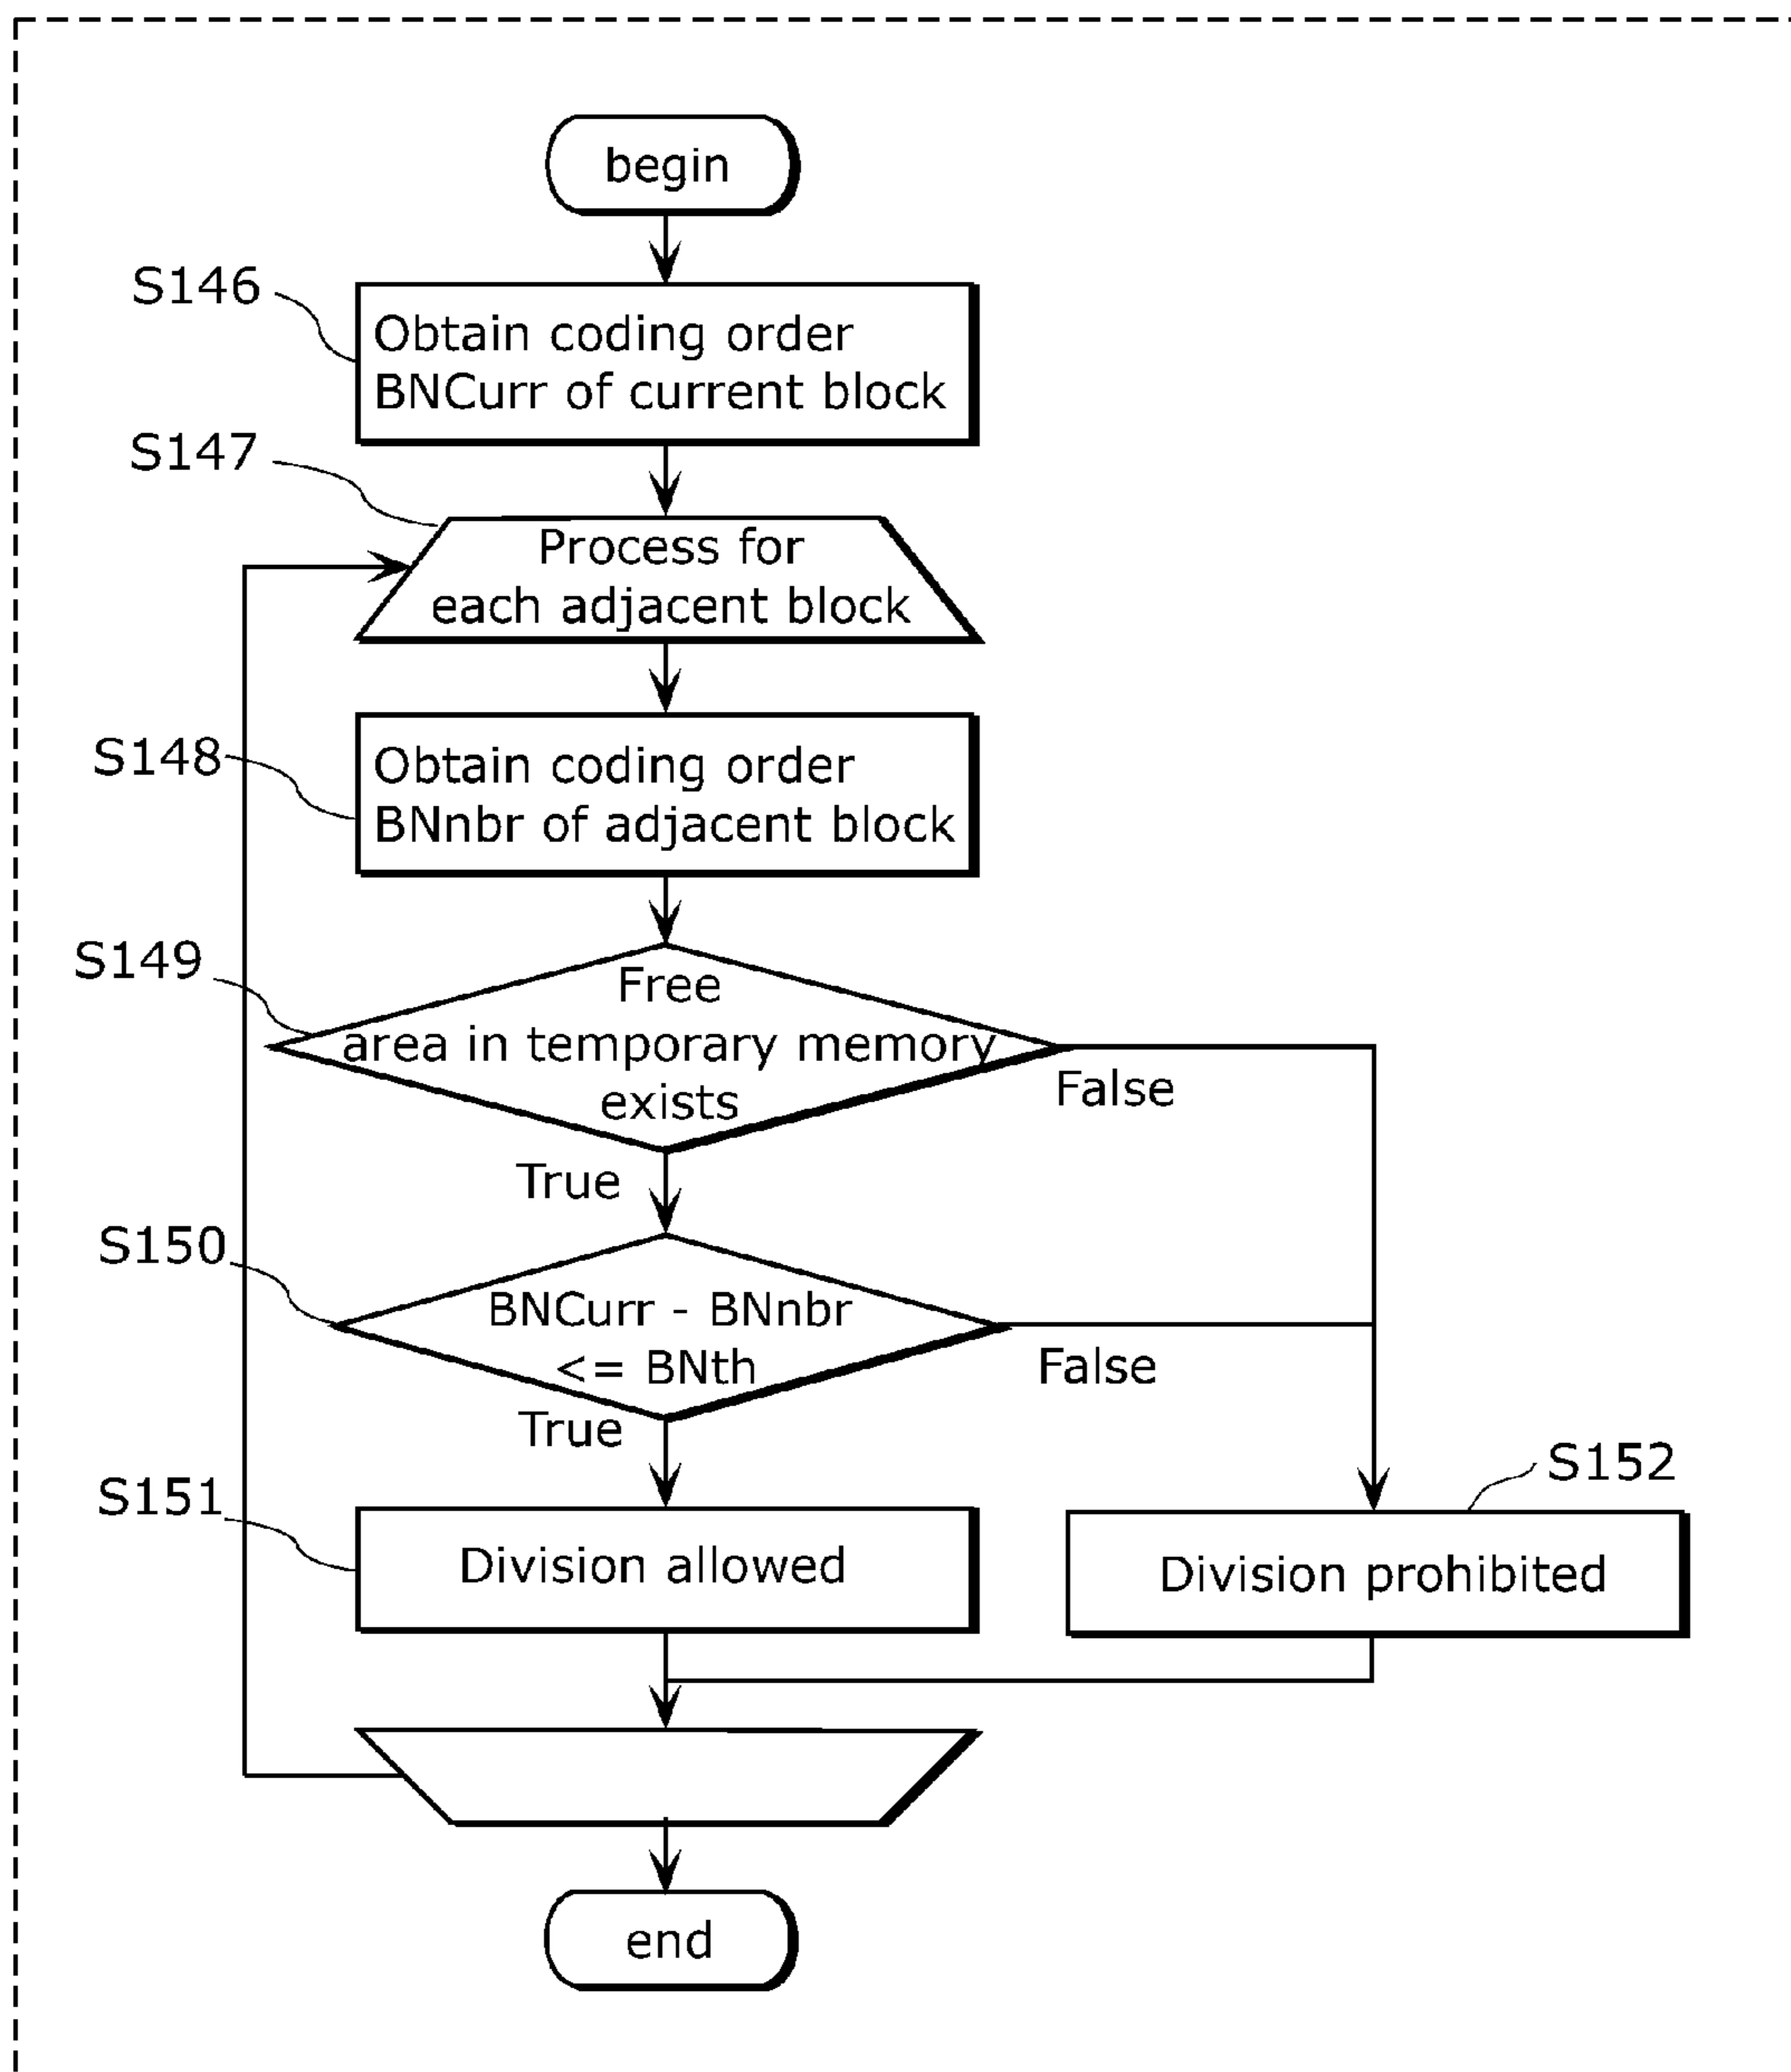 begin
S146
Obtain coding order
BNCurr of current block
S147
Process for
each adjacent block
S148
Obtain coding order
BNnbr of adjacent block
S149
Free
area in temporary memory
exists
False
True
S150
BNCurr - BNnbr
<= BNth
False
True
S151
Division allowed
S152
Division prohibited
end